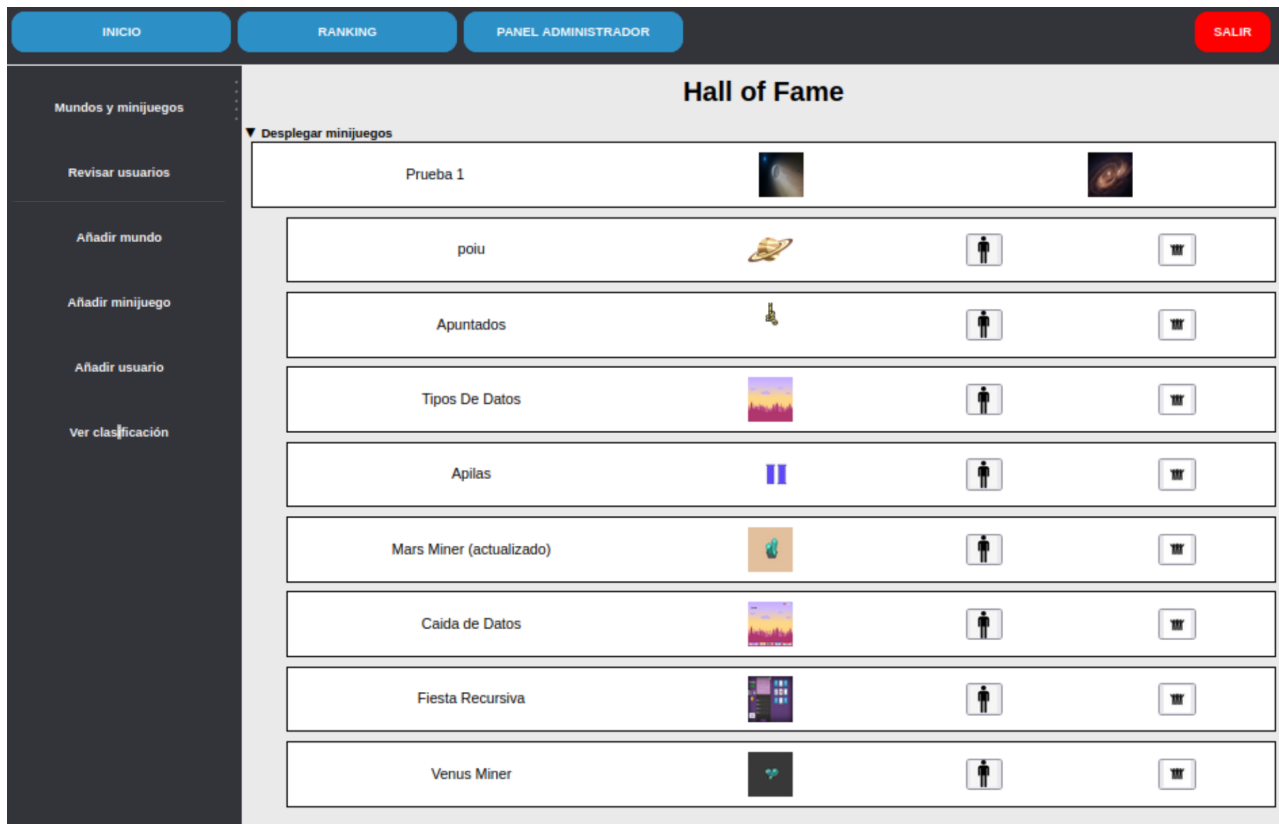 INICIO
RANKING
PANEL ADMINISTRADOR
SALIR
Mundos y minijuegos
Revisar usuarios
Añadir mundo
Añadir minijuego
Añadir usuario
Ver clasificación
Hall of Fame
▼ Desplegar minijuegos
Prueba 1
poiu
Apuntados
Tipos De Datos
Apilas
Mars Miner (actualizado)
Caida de Datos
Fiesta Recursiva
Venus Miner